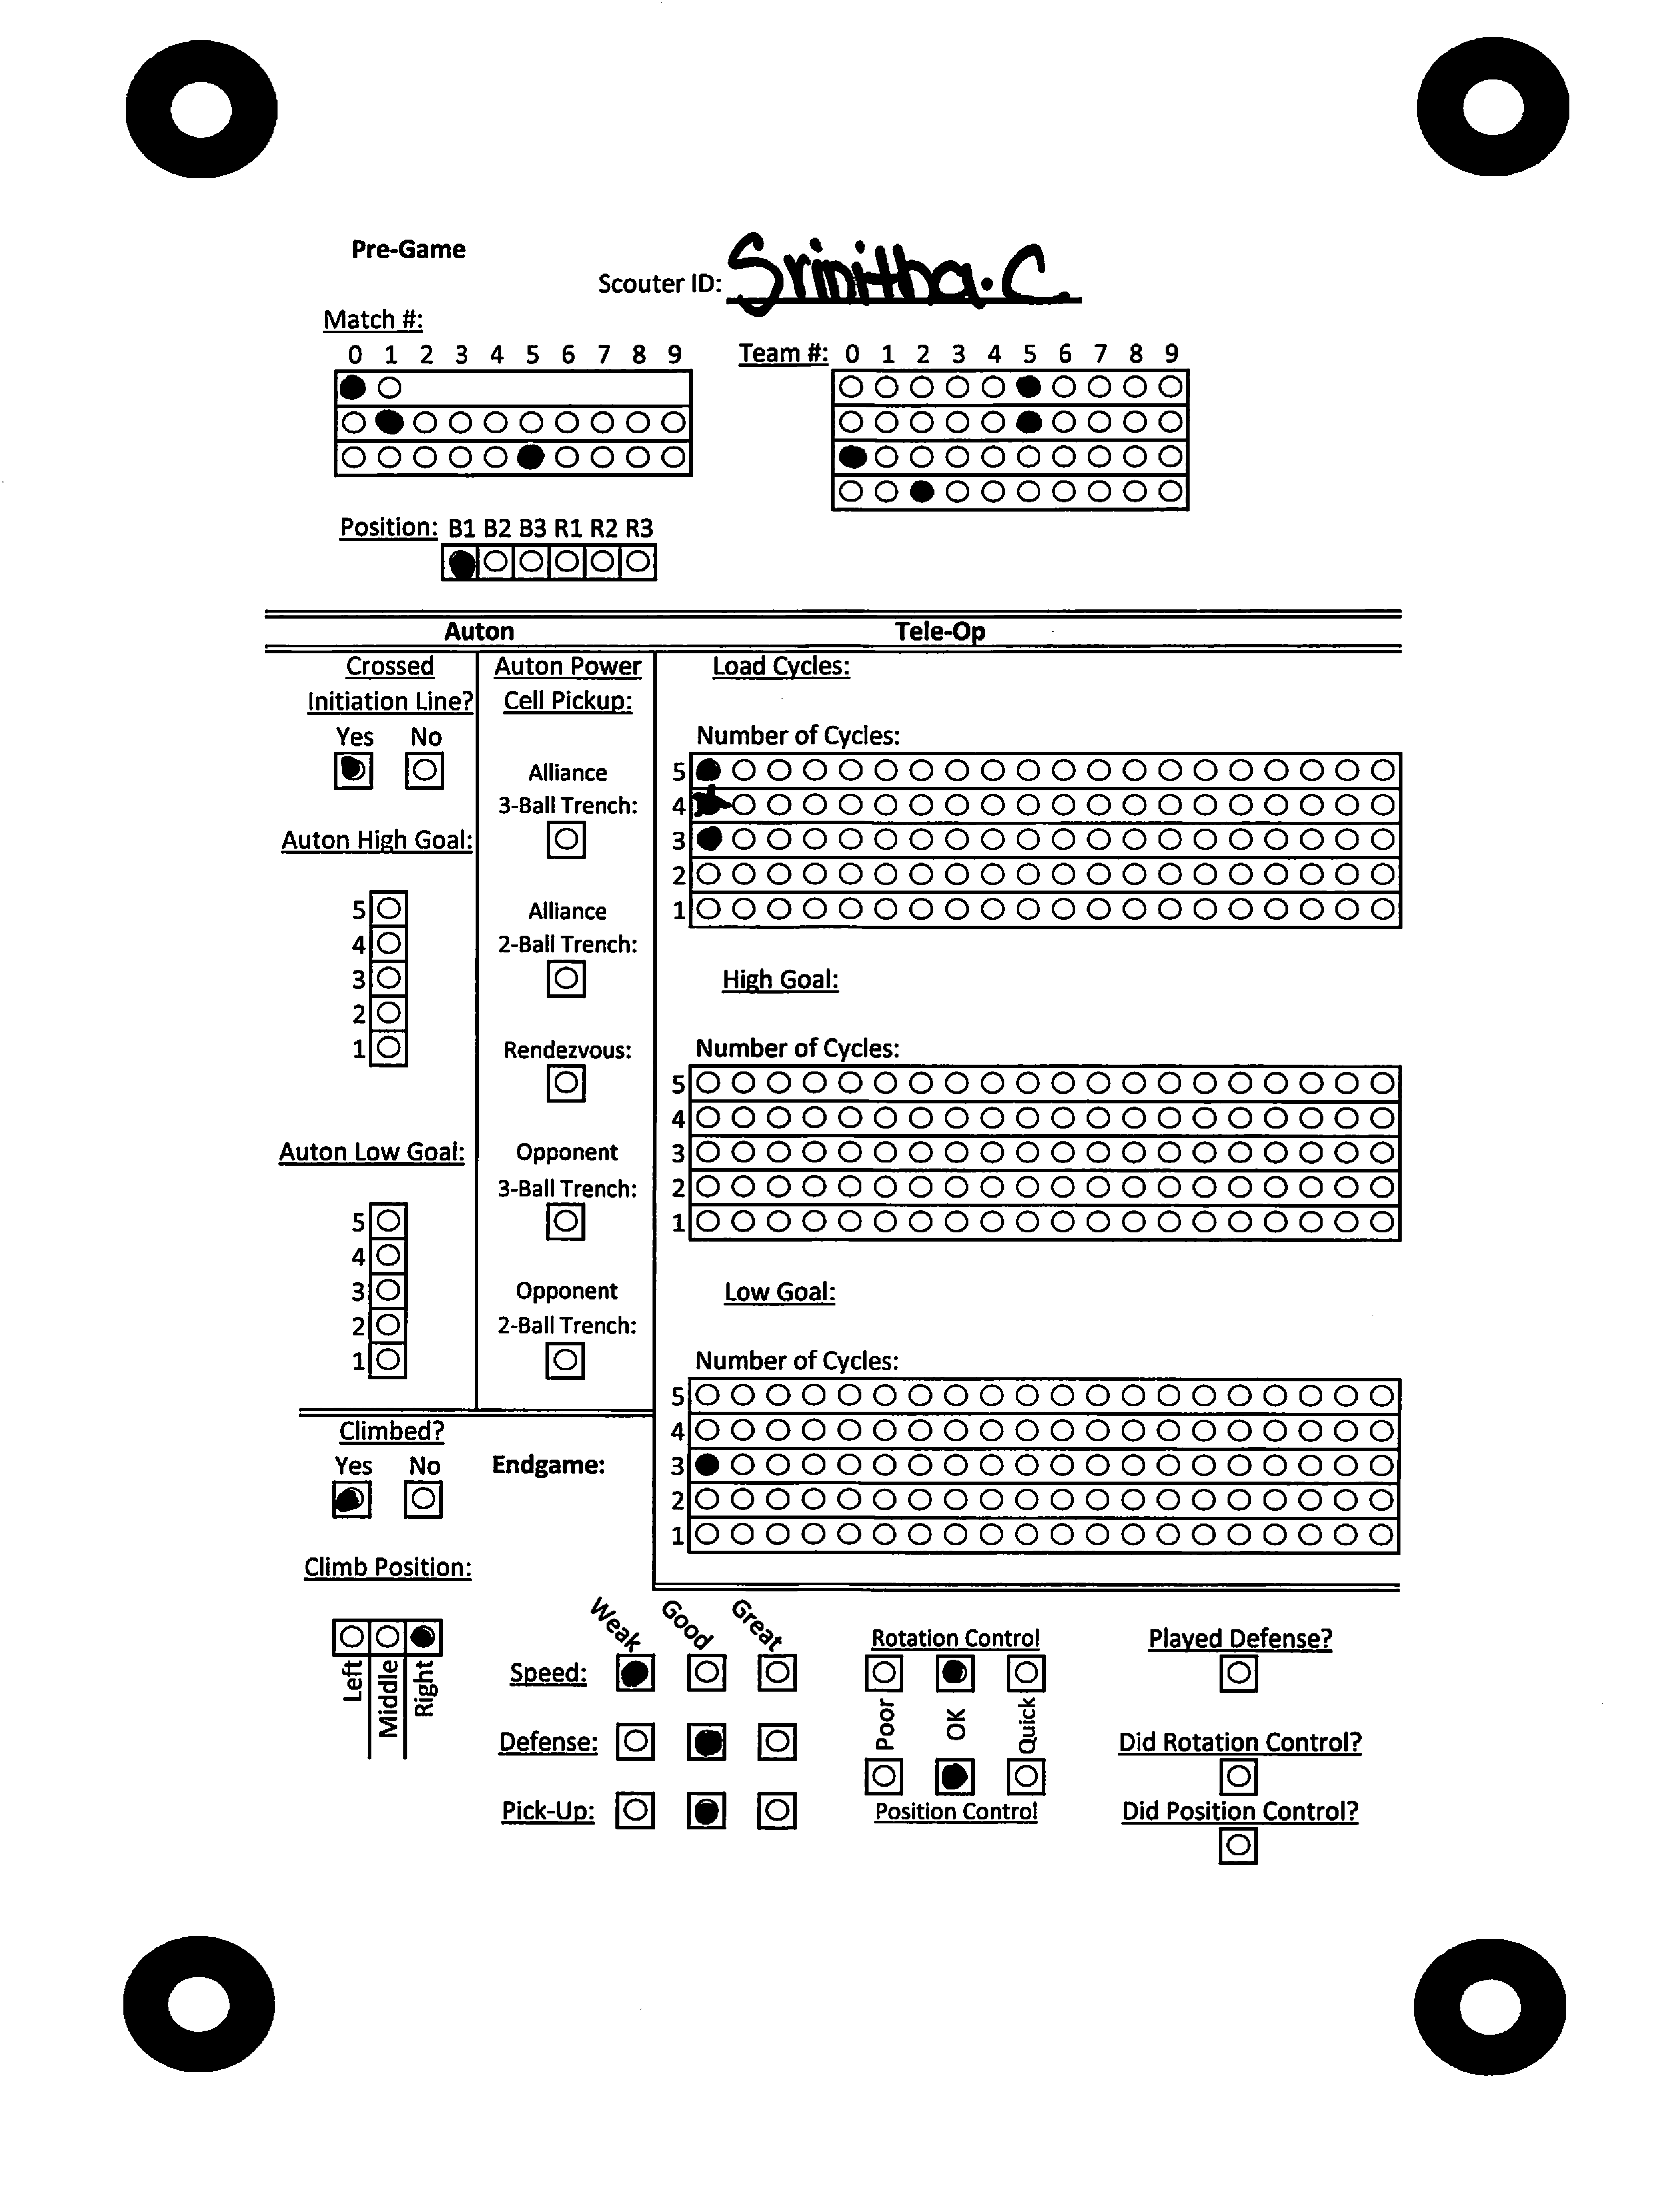 Pre-Game
Scouter ID: Srinitha.C
Match #:
0 1 2 3 4 5 6 7 8 9
Team #: 0 1 2 3 4 5 6 7 8 9
Position: B1 B2 B3 R1 R2 R3
Auton
Tele-Op
Crossed
Initiation Line?
Yes No
Auton High Goal:
5
4
3
2
1
Auton Low Goal:
5
4
3
2
1
Auton Power
Cell Pickup:
Alliance
3-Ball Trench:
Alliance
2-Ball Trench:
Rendezvous:
Opponent
3-Ball Trench:
Opponent
2-Ball Trench:
Load Cycles:
Number of Cycles:
5
4
3
2
1
High Goal:
Number of Cycles:
5
4
3
2
1
Low Goal:
Number of Cycles:
5
4
3
2
1
Climbed?
Yes No
Endgame:
Climb Position:
Left
Middle
Right
Weak Good Great
Speed:
Defense:
Pick-Up:
Rotation Control
Poor OK Quick
Position Control
Played Defense?
Did Rotation Control?
Did Position Control?